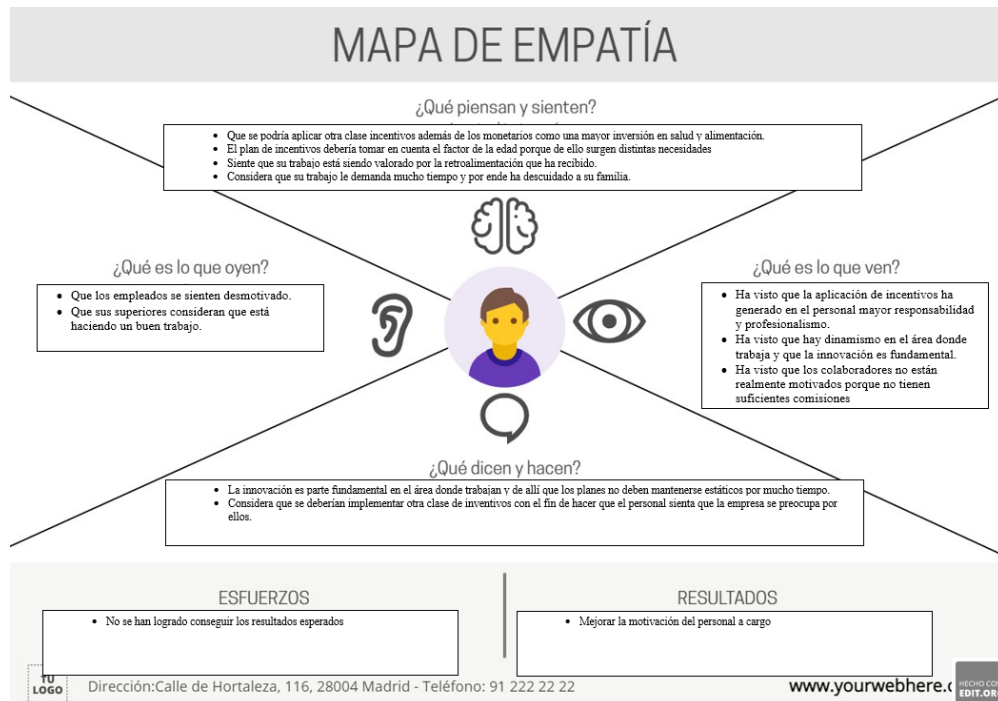 MAPA DE EMPATÍA
¿Qué piensan y sienten?
• Que se podría aplicar otra clase incentivos además de los monetarios como una mayor inversión en salud y alimentación.
• El plan de incentivos debería tomar en cuenta el factor de la edad porque de ello surgen distintas necesidades
• Siente que su trabajo está siendo valorado por la retroalimentación que ha recibido.
• Considera que su trabajo le demanda mucho tiempo y por ende ha descuidado a su familia.
¿Qué es lo que oyen?
• Que los empleados se sienten desmotivado.
• Que sus superiores consideran que está
haciendo un buen trabajo.
¿Qué es lo que ven?
• Ha visto que la aplicación de incentivos ha
generado en el personal mayor responsabilidad
y profesionalismo.
• Ha visto que hay dinamismo en el área donde
trabaja y que la innovación es fundamental.
• Ha visto que los colaboradores no están
realmente motivados porque no tienen
suficientes comisiones
¿Qué dicen y hacen?
• La innovación es parte fundamental en el área donde trabajan y de allí que los planes no deben mantenerse estáticos por mucho tiempo.
• Considera que se deberían implementar otra clase de inventivos con el fin de hacer que el personal sienta que la empresa se preocupa por
ellos.
ESFUERZOS
• No se han logrado conseguir los resultados esperados
RESULTADOS
• Mejorar la motivación del personal a cargo
TU
LOGO
Dirección:Calle de Hortaleza, 116, 28004 Madrid - Teléfono: 91 222 22 22
www.yourwebhere.c
HECHO CON
EDIT.ORG